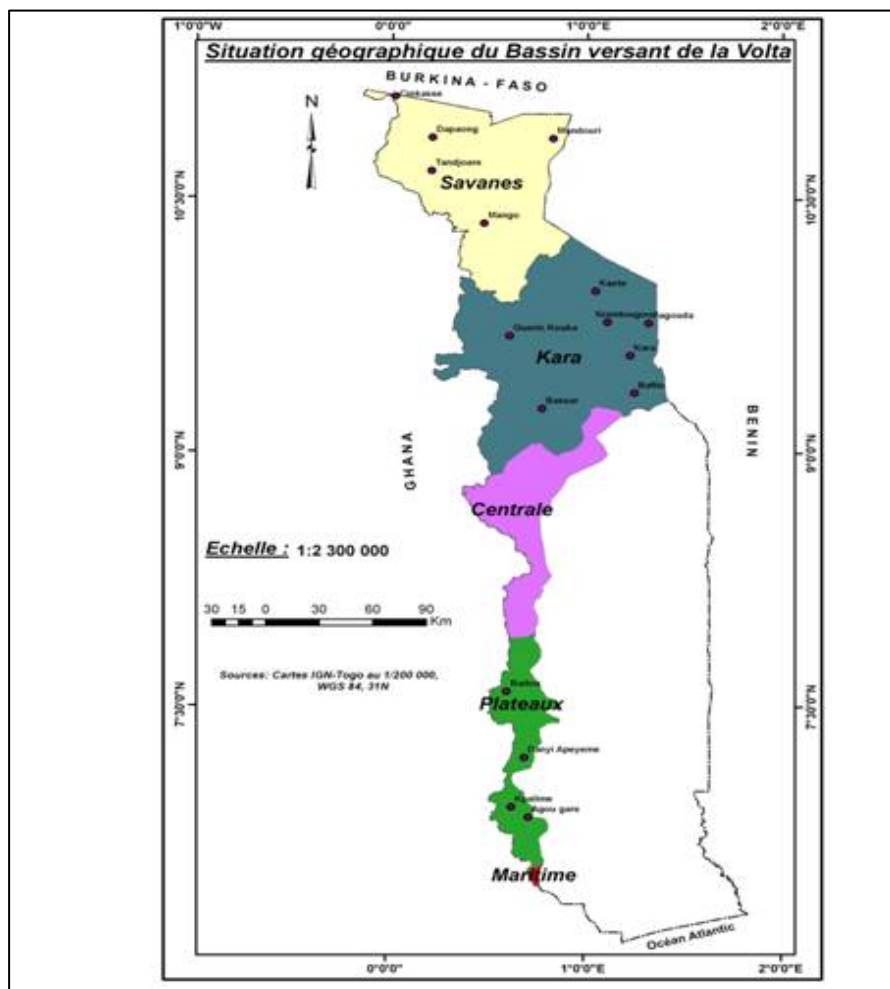 1°0'0"W 0°0'0" 1°0'0"E 2°0'0"E
Situation géographique du Bassin versant de la Volta
BURKINA - FASO
N
Dapaong
Mandouri
Tandjoare
Savanes
10°30'0"N
10°30'0"N
Mango
Kante
Guerin Kouka
Kara
Kara
Bafilo
Bassar
BENIN
GHANA
9°0'0"N
9°0'0"N
Centrale
Echelle : 1:2 300 000
30 15 0 30 60 90
Km
Sources: Cartes IGN-Togo au 1/200 000,
WGS 84, 31N
Badou
Plateaux
7°30'0"N
7°30'0"N
Danyi Apeyeme
Kpalime
Agou gare
Maritime
Océan Atlantic
0°0'0" 1°0'0"E 2°0'0"E